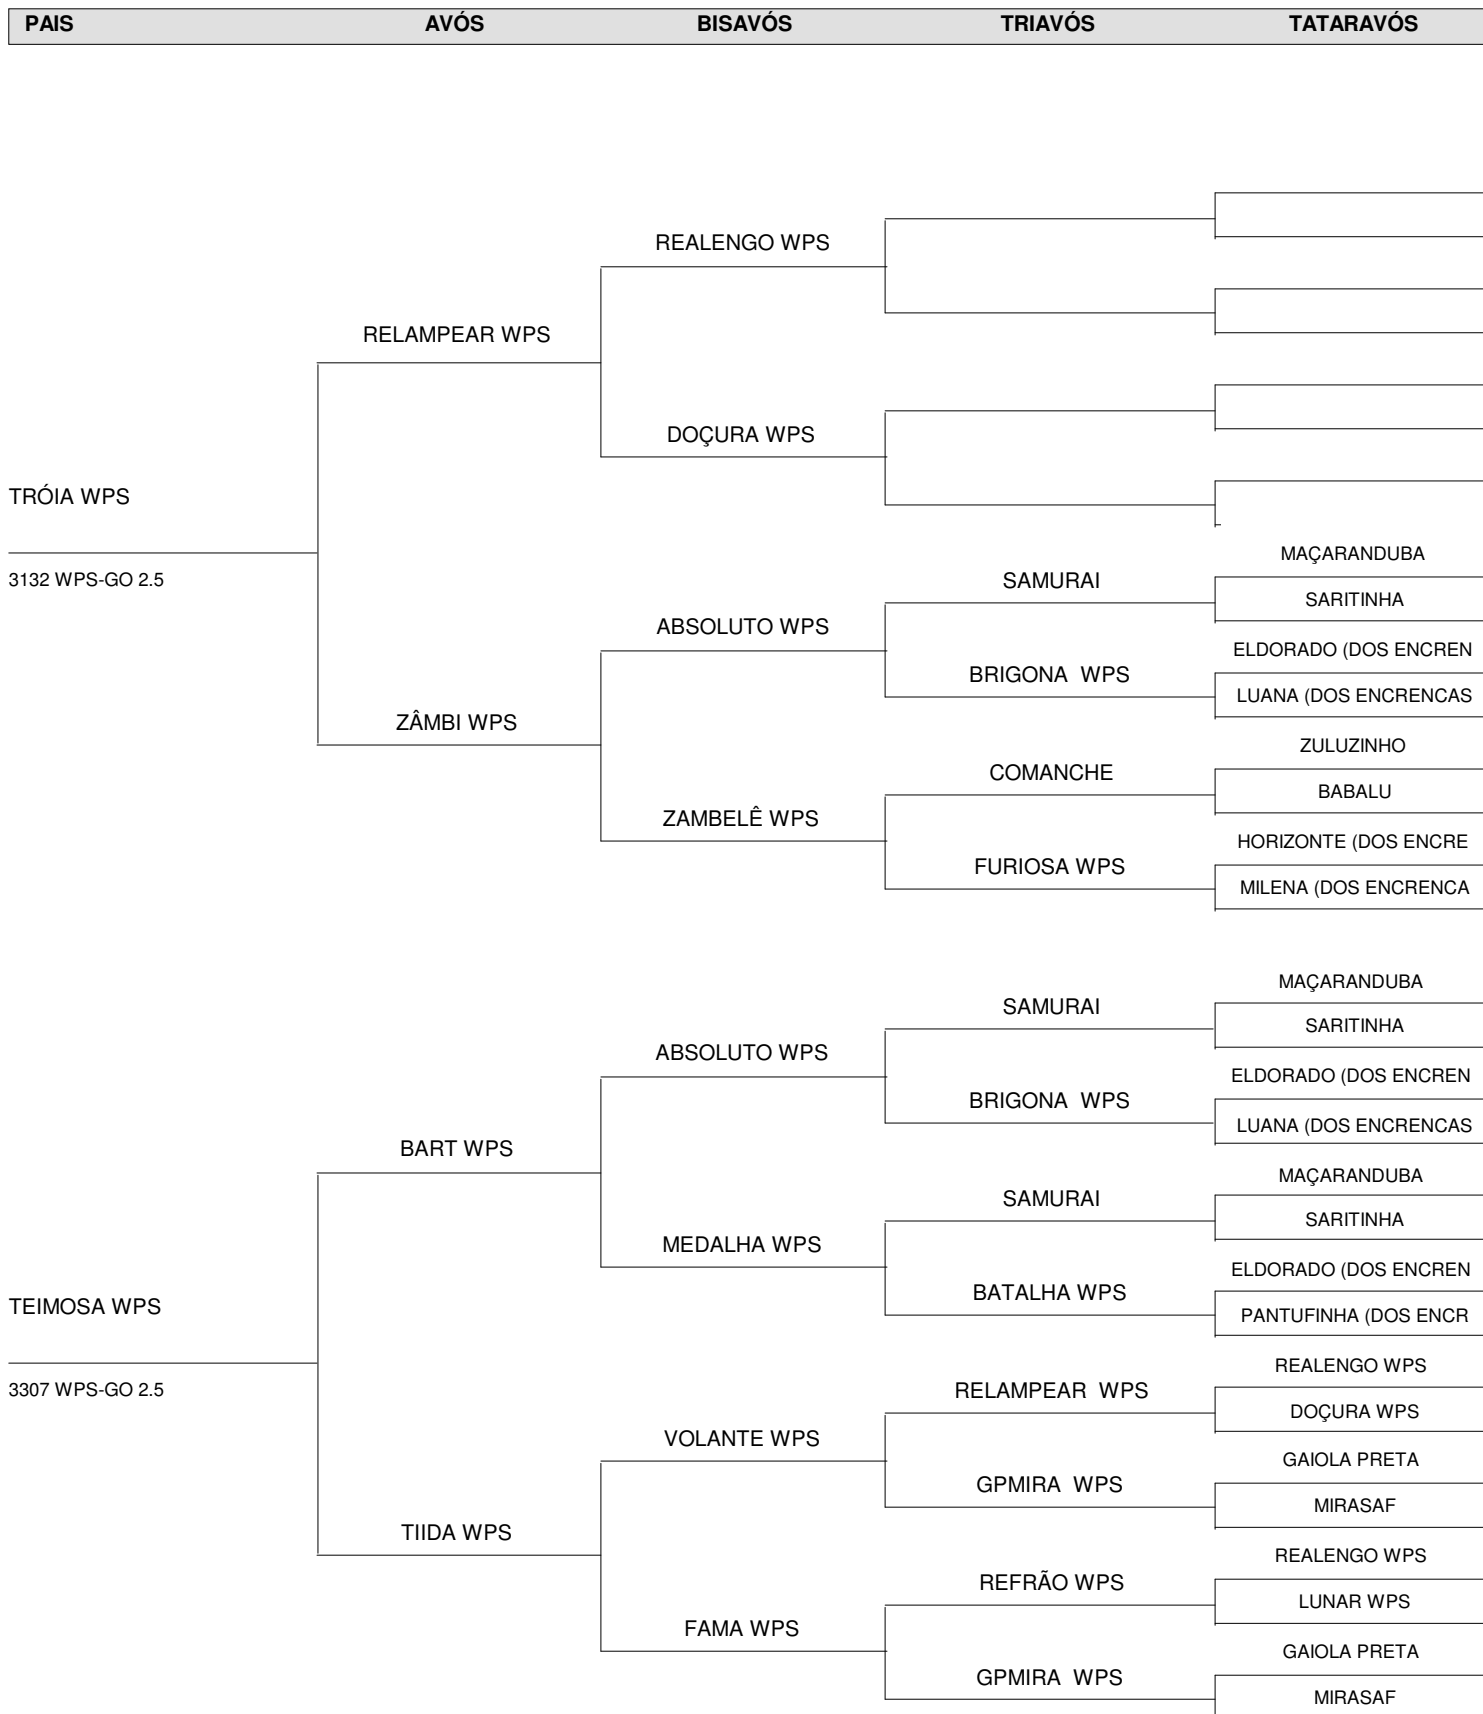 PAIS AVÓS BISAVÓS TRIAVÓS TATARAVÓS
REALENGO WPS
RELAMPEAR WPS
DOÇURA WPS
TRÓIA WPS
3132 WPS-GO 2.5
MAÇARANDUBA
SAMURAI
SARITINHA
ABSOLUTO WPS
ELDORADO (DOS ENCREN
BRIGONA WPS
LUANA (DOS ENCRENCAS
ZÂMBI WPS
ZULUZINHO
COMANCHE
BABALU
ZAMBELÊ WPS
HORIZONTE (DOS ENCRE
FURIOSA WPS
MILENA (DOS ENCRENCA
MAÇARANDUBA
SAMURAI
SARITINHA
ABSOLUTO WPS
ELDORADO (DOS ENCREN
BRIGONA WPS
LUANA (DOS ENCRENCAS
BART WPS
MAÇARANDUBA
SAMURAI
SARITINHA
MEDALHA WPS
ELDORADO (DOS ENCREN
BATALHA WPS
PANTUFINHA (DOS ENCR
TEIMOSA WPS
3307 WPS-GO 2.5
REALENGO WPS
RELAMPEAR WPS
DOÇURA WPS
VOLANTE WPS
GAIOLA PRETA
GPMIRA WPS
MIRASAF
TIIDA WPS
REALENGO WPS
REFRÃO WPS
LUNAR WPS
FAMA WPS
GAIOLA PRETA
GPMIRA WPS
MIRASAF